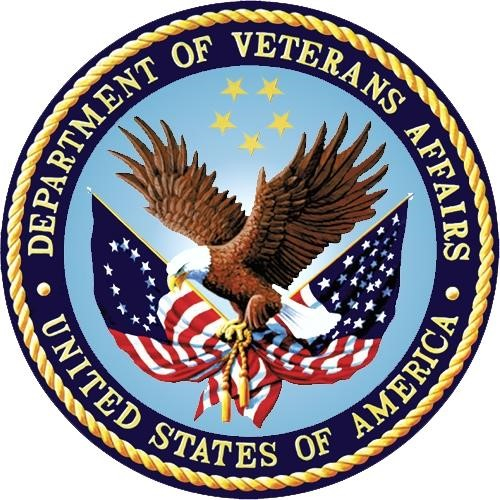 DEPARTMENT OF VETERANS AFFAIRS
UNITED STATES OF AMERICA